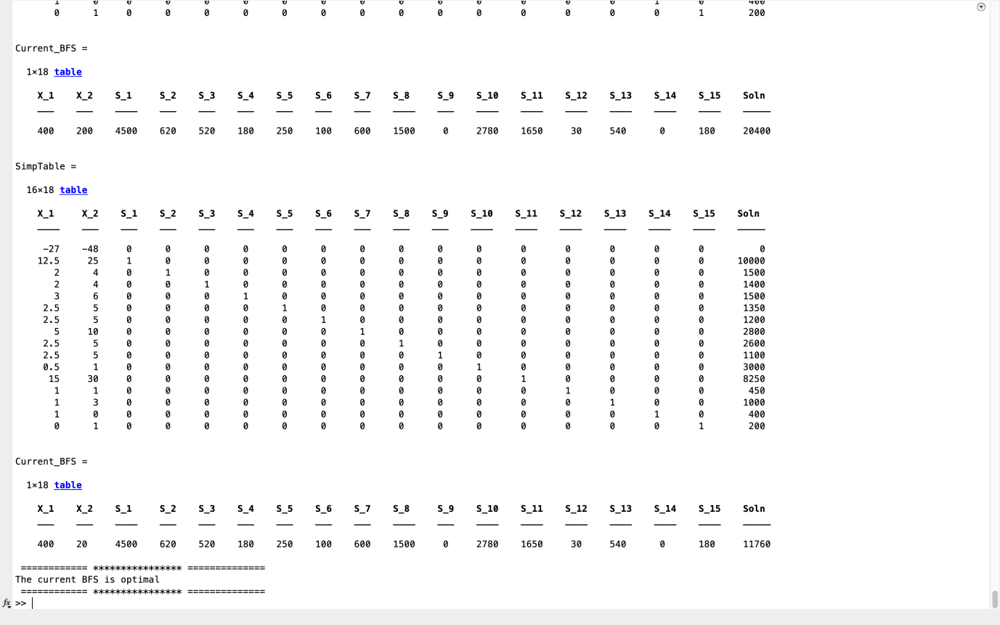 1 0 0 0 0 0 0 0 0 0 0 0 0 0 0 1 0 400
0 1 0 0 0 0 0 0 0 0 0 0 0 0 0 0 1 200
Current_BFS =
1×18 table
X_1 X_2 S_1 S_2 S_3 S_4 S_5 S_6 S_7 S_8 S_9 S_10 S_11 S_12 S_13 S_14 S_15 Soln
400 200 4500 620 520 180 250 100 600 1500 0 2780 1650 30 540 0 180 20400
SimpTable =
16×18 table
X_1 X_2 S_1 S_2 S_3 S_4 S_5 S_6 S_7 S_8 S_9 S_10 S_11 S_12 S_13 S_14 S_15 Soln
-27 -48 0 0 0 0 0 0 0 0 0 0 0 0 0 0 0 0
12.5 25 1 0 0 0 0 0 0 0 0 0 0 0 0 0 0 10000
2 4 0 1 0 0 0 0 0 0 0 0 0 0 0 0 0 1500
2 4 0 0 1 0 0 0 0 0 0 0 0 0 0 0 0 1400
3 6 0 0 0 1 0 0 0 0 0 0 0 0 0 0 0 1500
2.5 5 0 0 0 0 1 0 0 0 0 0 0 0 0 0 0 1350
2.5 5 0 0 0 0 0 1 0 0 0 0 0 0 0 0 0 1200
5 10 0 0 0 0 0 0 1 0 0 0 0 0 0 0 0 2800
2.5 5 0 0 0 0 0 0 0 1 0 0 0 0 0 0 0 2600
2.5 5 0 0 0 0 0 0 0 0 1 0 0 0 0 0 0 1100
0.5 1 0 0 0 0 0 0 0 0 0 1 0 0 0 0 0 3000
15 30 0 0 0 0 0 0 0 0 0 0 1 0 0 0 0 8250
1 1 0 0 0 0 0 0 0 0 0 0 0 1 0 0 0 450
1 3 0 0 0 0 0 0 0 0 0 0 0 0 1 0 0 1000
1 0 0 0 0 0 0 0 0 0 0 0 0 0 0 1 0 400
0 1 0 0 0 0 0 0 0 0 0 0 0 0 0 0 1 200
Current_BFS =
1×18 table
X_1 X_2 S_1 S_2 S_3 S_4 S_5 S_6 S_7 S_8 S_9 S_10 S_11 S_12 S_13 S_14 S_15 Soln
400 20 4500 620 520 180 250 100 600 1500 0 2780 1650 30 540 0 180 11760
============ **************** ==============
The current BFS is optimal
============ **************** ==============
fx >>